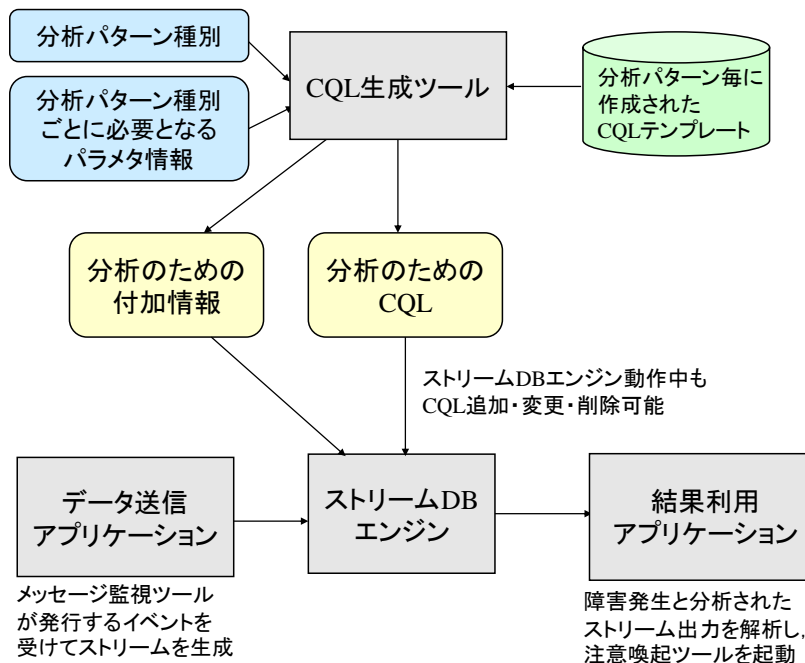 分析パターン種別
分析パターン種別
ごとに必要となる
パラメタ情報
CQL生成ツール
分析パターン毎に
作成された
CQLテンプレート
分析のための
付加情報
分析のための
CQL
ストリームDBエンジン動作中も
CQL追加・変更・削除可能
データ送信
アプリケーション
ストリームDB
エンジン
結果利用
アプリケーション
メッセージ監視ツール
が発行するイベントを
受けてストリームを生成
障害発生と分析された
ストリーム出力を解析し,
注意喚起ツールを起動